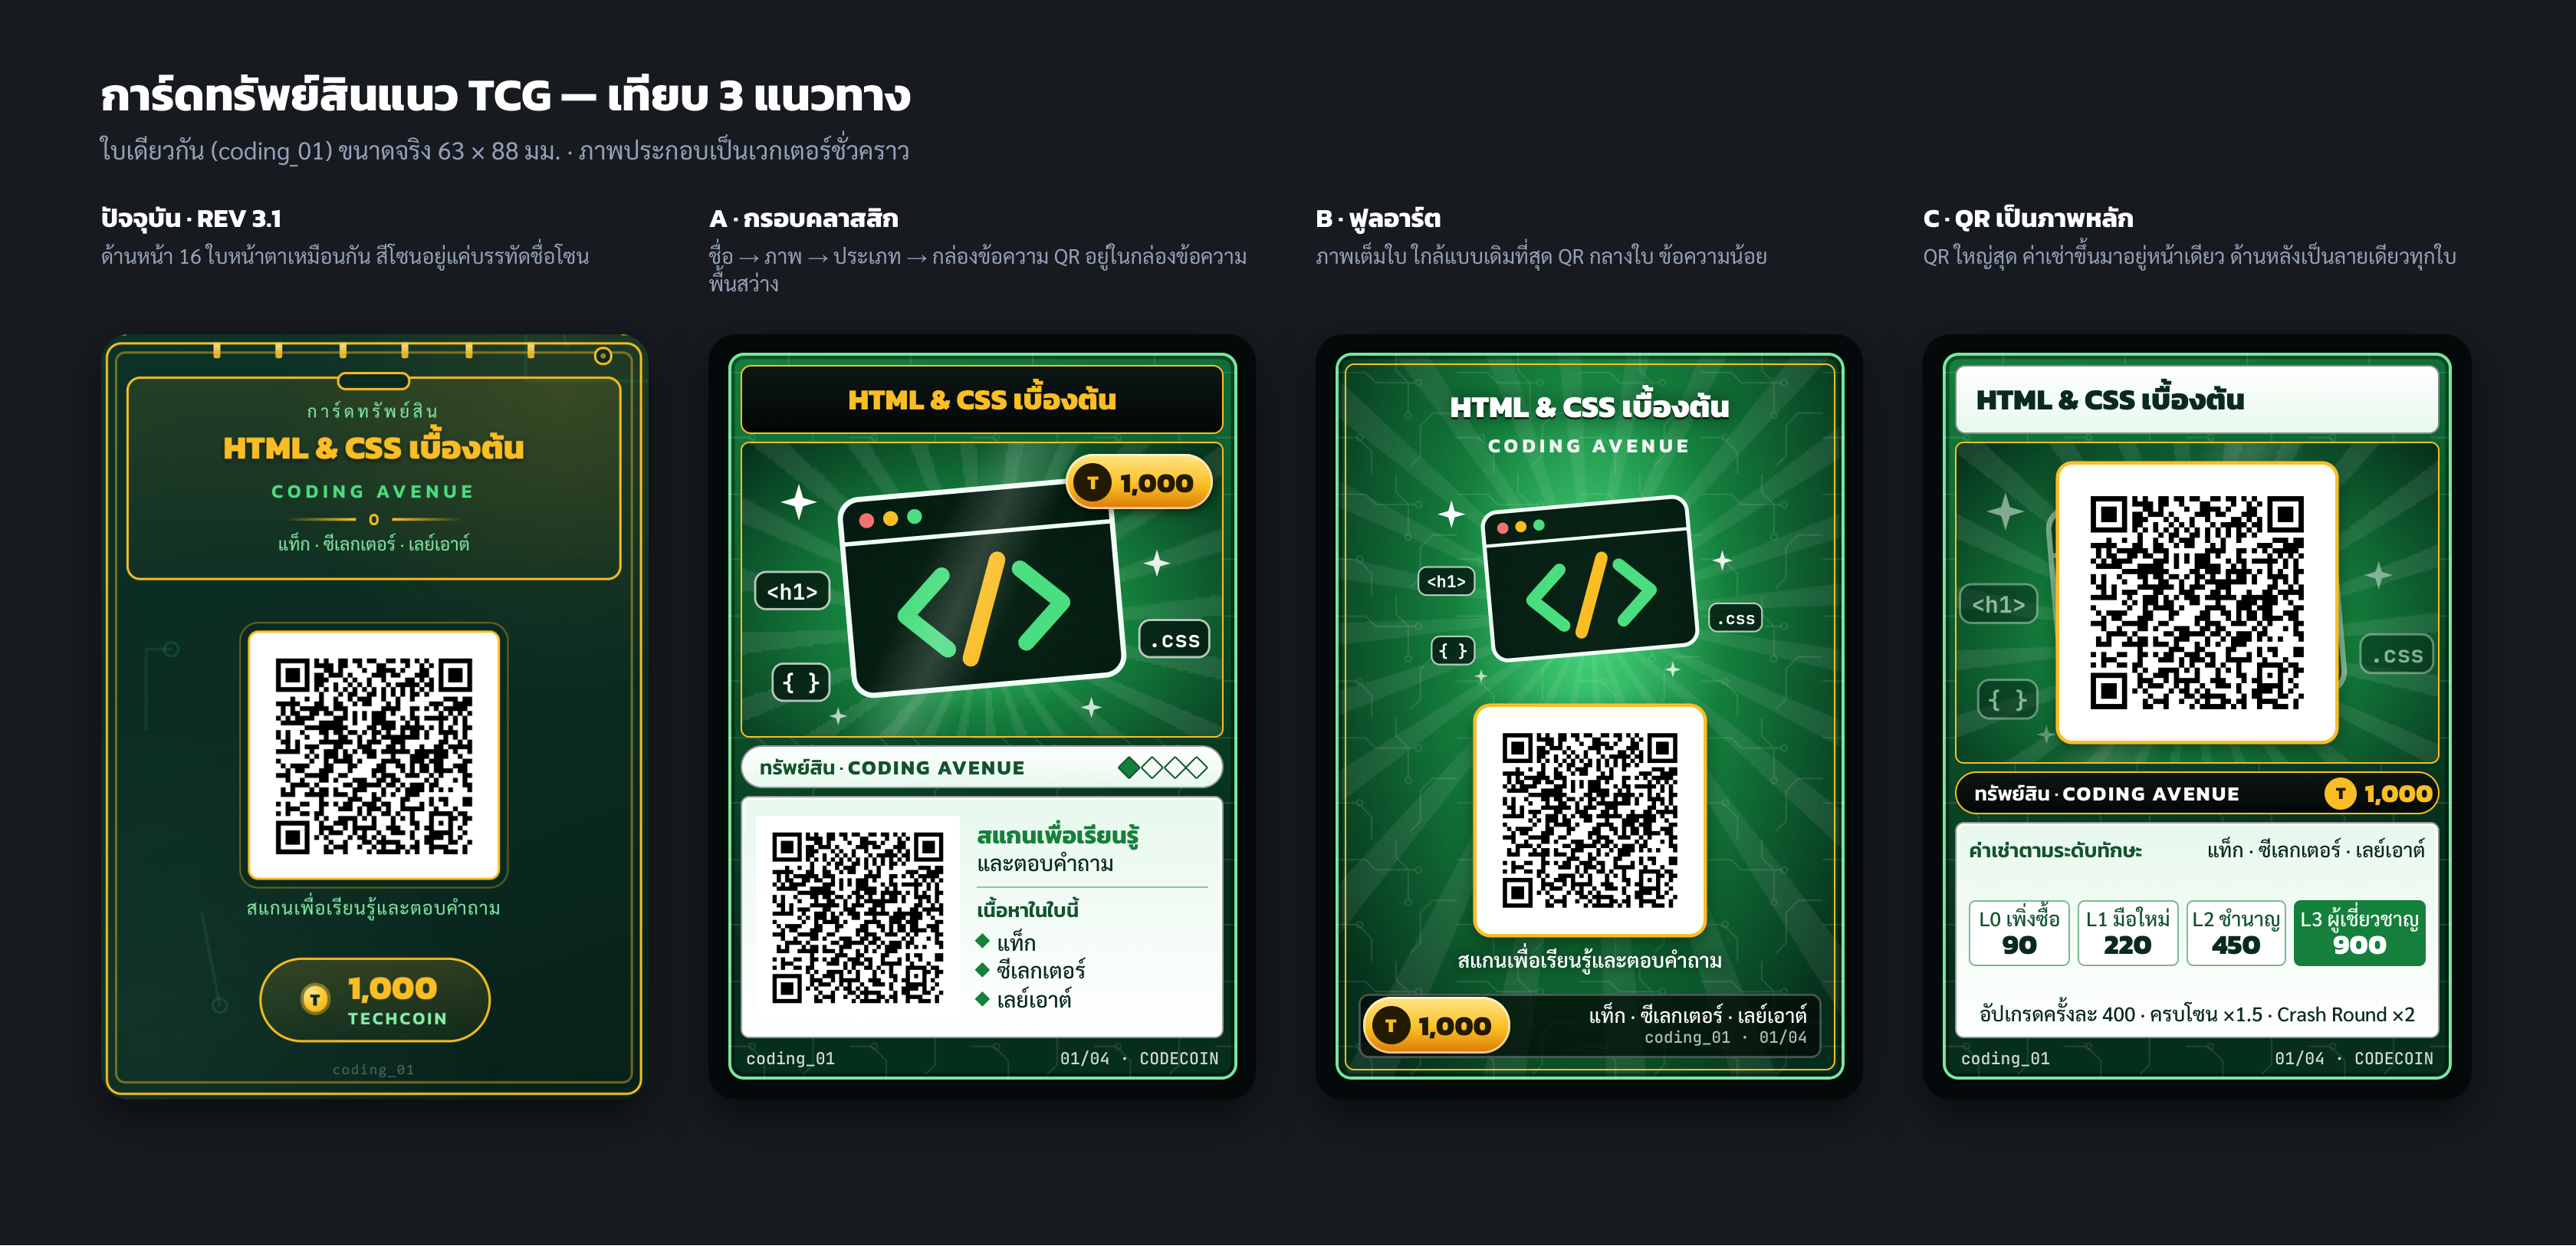 การ์ดทรัพย์สินแนว TCG — เทียบ 3 แนวทาง
ใบเดียวกัน (coding_01) ขนาดจริง 63 × 88 มม. · ภาพประกอบเป็นเวกเตอร์ชั่วคราว
ปัจจุบัน · REV 3.1
ด้านหน้า 16 ใบหน้าตาเหมือนกัน สีโซนอยู่แค่บรรทัดชื่อโซน
การ์ดทรัพย์สิน
HTML & CSS เบื้องต้น
CODING AVENUE
แท็ก · ซีเลกเตอร์ · เลย์เอาต์
สแกนเพื่อเรียนรู้และตอบคำถาม
T
1,000
TECHCOIN
coding_01
A · กรอบคลาสสิก
ชื่อ → ภาพ → ประเภท → กล่องข้อความ QR อยู่ในกล่องข้อความ
พื้นสว่าง
HTML & CSS เบื้องต้น
T 1,000
<h1>
.css
{ }
ทรัพย์สิน · CODING AVENUE
สแกนเพื่อเรียนรู้
และตอบคำถาม
เนื้อหาในใบนี้
แท็ก
ซีเลกเตอร์
เลย์เอาต์
coding_01
01/04 · CODECOIN
B · ฟูลอาร์ต
ภาพเต็มใบ ใกล้แบบเดิมที่สุด QR กลางใบ ข้อความน้อย
HTML & CSS เบื้องต้น
CODING AVENUE
<h1>
.css
{ }
สแกนเพื่อเรียนรู้และตอบคำถาม
T 1,000
แท็ก · ซีเลกเตอร์ · เลย์เอาต์
coding_01 · 01/04
C · QR เป็นภาพหลัก
QR ใหญ่สุด ค่าเช่าขึ้นมาอยู่หน้าเดียว ด้านหลังเป็นลายเดียวทุกใบ
HTML & CSS เบื้องต้น
<h1>
.css
{ }
ทรัพย์สิน · CODING AVENUE
T 1,000
ค่าเช่าตามระดับทักษะ
แท็ก · ซีเลกเตอร์ · เลย์เอาต์
L0 เพิ่งซื้อ
90
L1 มือใหม่
220
L2 ชำนาญ
450
L3 ผู้เชี่ยวชาญ
900
อัปเกรดครั้งละ 400 · ครบโซน ×1.5 · Crash Round ×2
coding_01
01/04 · CODECOIN